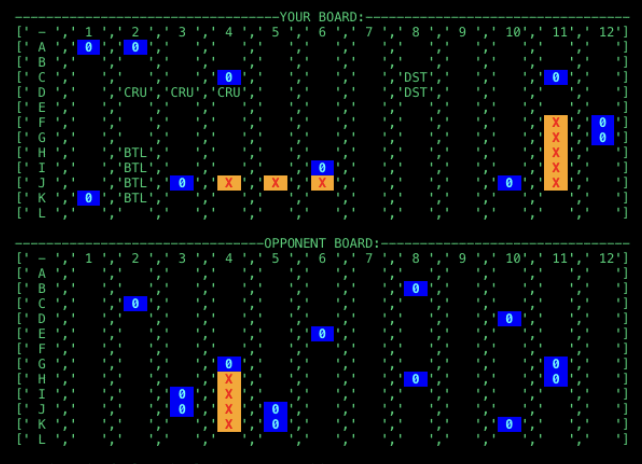 ----------------------------------YOUR BOARD:----------------------------------
[' - ',' 1 ',' 2 ',' 3 ',' 4 ',' 5 ',' 6 ',' 7 ',' 8 ',' 9 ',' 10 ',' 11 ',' 12 ']
[' A ',' 0 ',' 0 ','   ','   ','   ','   ','   ','   ','   ','   ','   ','   ']
[' B ','   ','   ','   ','   ','   ','   ','   ','   ','   ','   ','   ','   ']
[' C ','   ','   ','   ',' 0 ','   ','   ','   ','DST','   ','   ',' 0 ','   ']
[' D ','   ','CRU','CRU','CRU','   ','   ','   ','DST','   ','   ','   ','   ']
[' E ','   ','   ','   ','   ','   ','   ','   ','   ','   ','   ','   ','   ']
[' F ','   ','   ','   ','   ','   ','   ','   ','   ','   ','   ',' X ',' 0 ']
[' G ','   ','   ','   ','   ','   ','   ','   ','   ','   ','   ',' X ',' 0 ']
[' H ','   ','BTL','   ','   ','   ','   ','   ','   ','   ','   ',' X ','   ']
[' I ','   ','BTL','   ','   ','   ',' 0 ','   ','   ','   ','   ',' X ','   ']
[' J ','   ','BTL',' 0 ',' X ',' X ',' X ','   ','   ','   ',' 0 ',' X ','   ']
[' K ',' 0 ','BTL','   ','   ','   ','   ','   ','   ','   ','   ','   ','   ']
[' L ','   ','   ','   ','   ','   ','   ','   ','   ','   ','   ','   ','   ']
--------------------------------OPPONENT BOARD:--------------------------------
[' - ',' 1 ',' 2 ',' 3 ',' 4 ',' 5 ',' 6 ',' 7 ',' 8 ',' 9 ',' 10 ',' 11 ',' 12 ']
[' A ','   ','   ','   ','   ','   ','   ','   ','   ','   ','   ','   ','   ']
[' B ','   ','   ','   ','   ','   ','   ','   ',' 0 ','   ','   ','   ','   ']
[' C ','   ',' 0 ','   ','   ','   ','   ','   ','   ','   ','   ','   ','   ']
[' D ','   ','   ','   ','   ','   ','   ','   ','   ','   ',' 0 ','   ','   ']
[' E ','   ','   ','   ','   ','   ',' 0 ','   ','   ','   ','   ','   ','   ']
[' F ','   ','   ','   ','   ','   ','   ','   ','   ','   ','   ','   ','   ']
[' G ','   ','   ','   ',' 0 ','   ','   ','   ','   ','   ','   ',' 0 ','   ']
[' H ','   ','   ','   ',' X ','   ','   ','   ',' 0 ','   ','   ',' 0 ','   ']
[' I ','   ','   ',' 0 ',' X ','   ','   ','   ','   ','   ','   ','   ','   ']
[' J ','   ','   ',' 0 ',' X ',' 0 ','   ','   ','   ','   ','   ','   ','   ']
[' K ','   ','   ','   ',' X ',' 0 ','   ','   ','   ','   ',' 0 ','   ','   ']
[' L ','   ','   ','   ','   ','   ','   ','   ','   ','   ','   ','   ','   ']